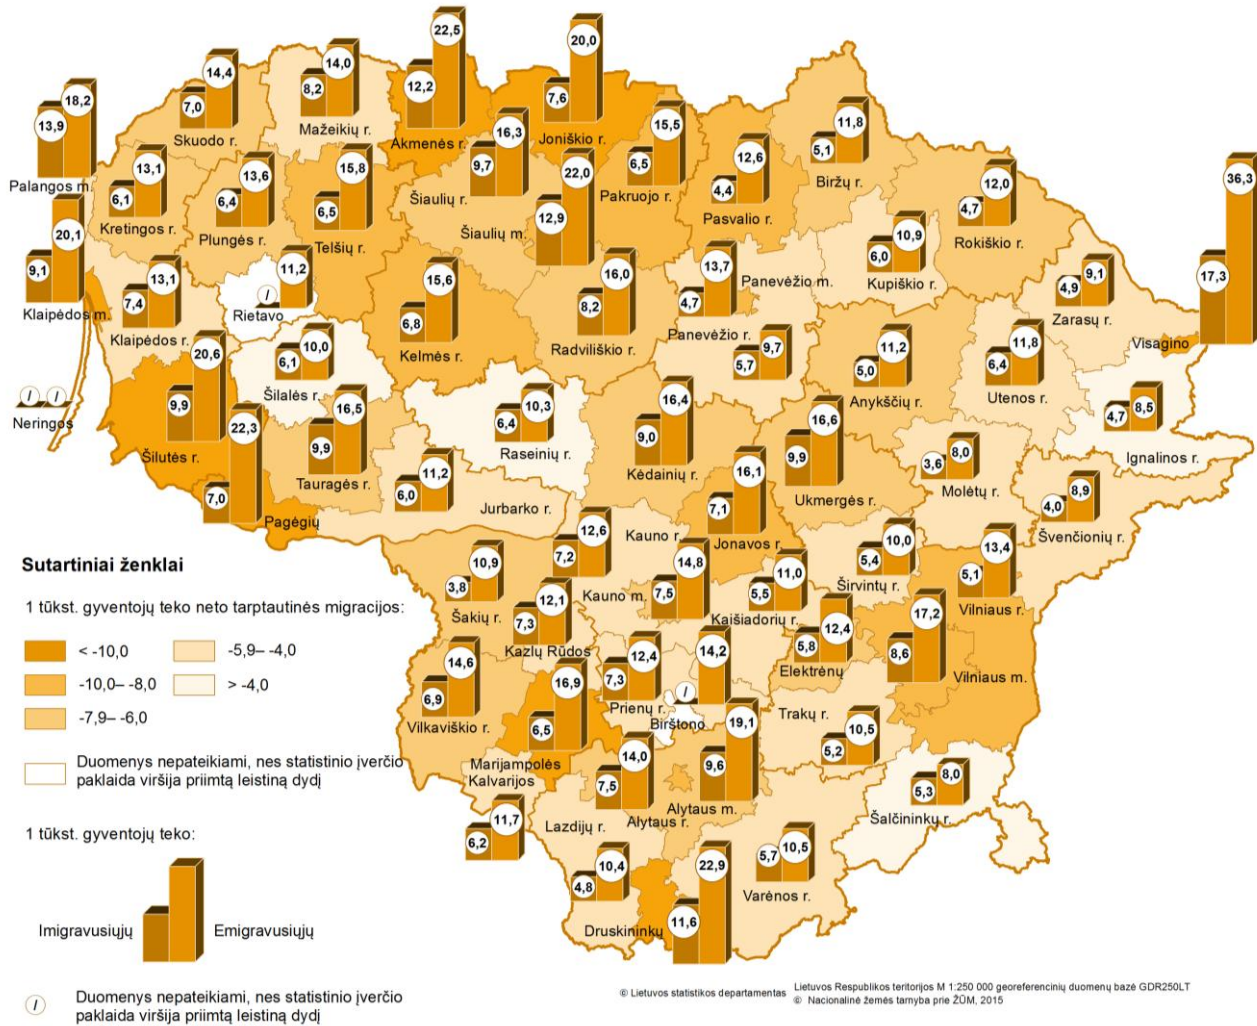 22,5
12,2
Akmenės r.
20,0
7,6
Joniškio r.
14,0
8,2
Mažeikių r.
14,4
7,0
Skuodo r.
18,2
13,9
Palangos m.
16,3
9,7
Šiaulių r.
15,5
6,5
Pakruojo r.
12,6
4,4
Pasvalio r.
11,8
5,1
Biržų r.
36,3
17,3
Visagino
13,1
6,1
Kretingos r.
13,6
6,4
Plungės r.
15,8
6,5
Telšių r.
22,0
12,9
Šiaulių m.
12,0
4,7
Rokiškio r.
10,9
6,0
Kupiškio r.
20,1
9,1
Klaipėdos m.
13,1
7,4
Klaipėdos r.
11,2
/
Rietavo
15,6
6,8
Kelmės r.
16,0
8,2
Radviliškio r.
13,7
4,7
Panevėžio m.
Panevėžio r.
9,7
5,7
9,1
4,9
Zarasų r.
11,2
5,0
Anykščių r.
11,8
6,4
Utenos r.
8,5
4,7
Ignalinos r.
/ /
Neringos
20,6
9,9
Šilutės r.
10,0
6,1
Šilalės r.
10,3
6,4
Raseinių r.
16,4
9,0
Kėdainių r.
16,6
9,9
Ukmergės r.
8,0
3,6
Molėtų r.
8,9
4,0
Švenčionių r.
22,3
7,0
Pagėgių
16,5
9,9
Tauragės r.
11,2
6,0
Jurbarko r.
16,1
7,1
Jonavos r.
12,6
7,2
Kauno r.
10,0
5,4
Širvintų r.
13,4
5,1
Vilniaus r.
10,9
3,8
Šakių r.
14,8
7,5
Kauno m.
11,0
5,5
Kaišiadorių r.
12,1
7,3
Kazlų Rūdos
12,4
5,8
Elektrėnų
17,2
8,6
Vilniaus m.
14,6
6,9
Vilkaviškio r.
16,9
6,5
Marijampolės
12,4
7,3
Prienų r.
14,2
/
Birštono
10,5
5,2
Trakų r.
11,7
6,2
Kalvarijos
14,0
7,5
Alytaus r.
19,1
9,6
Alytaus m.
8,0
5,3
Šalčininkų r.
10,4
4,8
Lazdijų r.
22,9
11,6
Druskininkų
10,5
5,7
Varėnos r.
Sutartiniai ženklai
1 tūkst. gyventojų teko neto tarptautinės migracijos:
< -10,0
-5,9– -4,0
-10,0– -8,0
> -4,0
-7,9– -6,0
Duomenys nepateikiami, nes statistinio įverčio
paklaida viršija priimtą leistiną dydį
1 tūkst. gyventojų teko:
Imigravusiųjų
Emigravusiųjų
/
Duomenys nepateikiami, nes statistinio įverčio
paklaida viršija priimtą leistiną dydį
© Lietuvos statistikos departamentas
Lietuvos Respublikos teritorijos M 1:250 000 georeferencinių duomenų bazė GDR250LT
© Nacionalinė žemės tarnyba prie ŽŪM, 2015